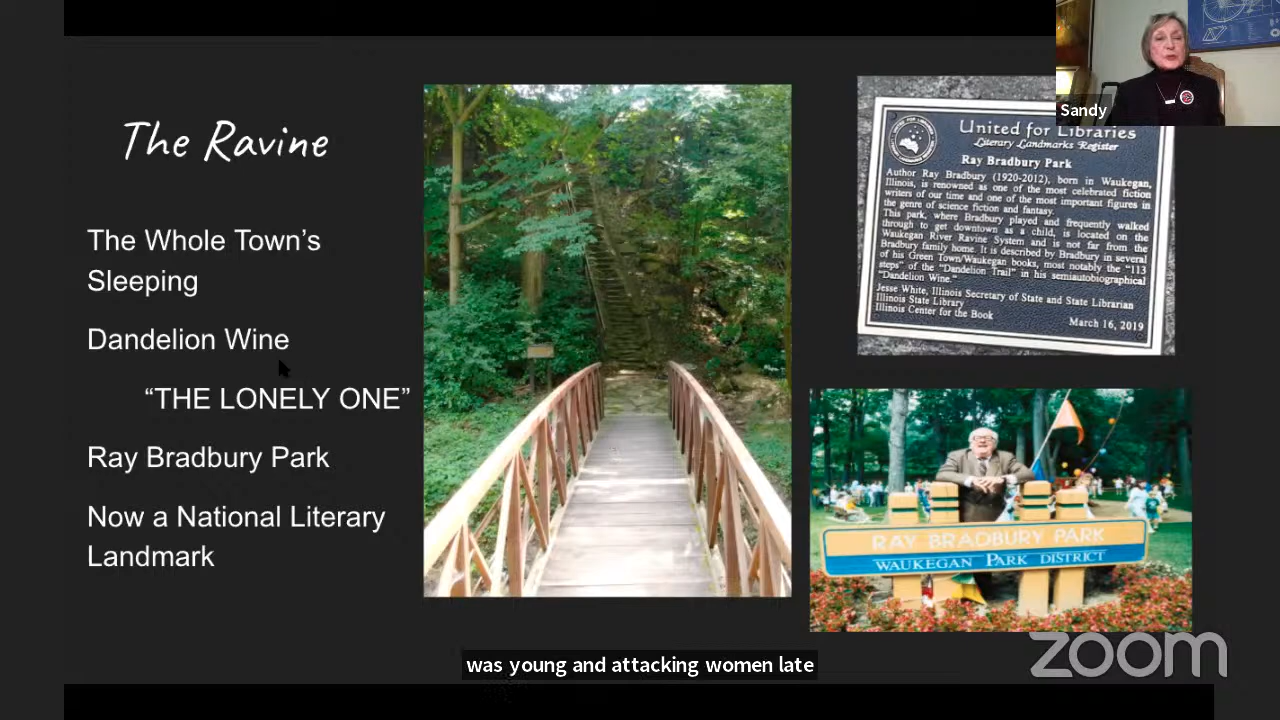 The Ravine
The Whole Town's
Sleeping
Dandelion Wine
“THE LONELY ONE”
Ray Bradbury Park
Now a National Literary
Landmark
United for Libraries
Literary Landmarks Register
Ray Bradbury Park
Author Ray Bradbury (1920-2012), born in Waukegan,
Illinois, is renowned as one of the most celebrated fiction
writers of our time and one of the most important figures in
the genre of science fiction and fantasy.
This park, where Bradbury played and frequently walked
through to get downtown as a child, is located on the
Waukegan River Ravine System and is not far from the
Bradbury family home. It is described by Bradbury in several
of his Green Town/Waukegan books, most notably the "113
steps" of the "Dandelion Trail" in his semiautobiographical
"Dandelion Wine."
Jesse White, Illinois Secretary of State and State Librarian
Illinois State Library
Illinois Center for the Book
March 16, 2019
Sandy
RAY BRADBURY PARK
WAUKEGAN PARK DISTRICT
was young and attacking women late
zoom